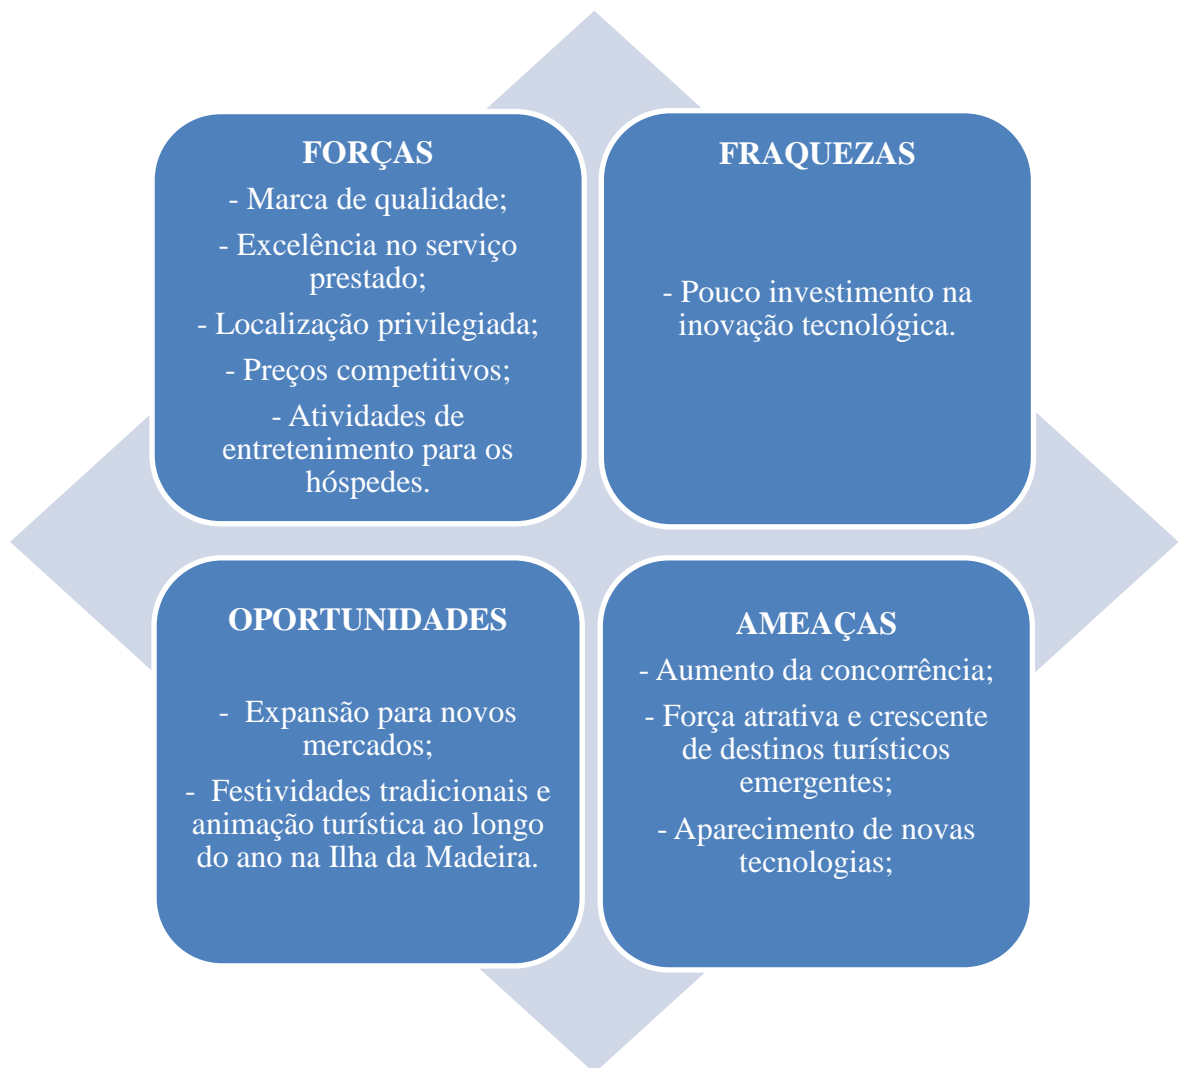 FORÇAS
- Marca de qualidade;
- Excelência no serviço
prestado;
- Localização privilegiada;
- Preços competitivos;
- Atividades de
entretenimento para os
hóspedes.
FRAQUEZAS
- Pouco investimento na
inovação tecnológica.
OPORTUNIDADES
- Expansão para novos
mercados;
- Festividades tradicionais e
animação turística ao longo
do ano na Ilha da Madeira.
AMEAÇAS
- Aumento da concorrência;
- Força atrativa e crescente
de destinos turísticos
emergentes;
- Aparecimento de novas
tecnologias;